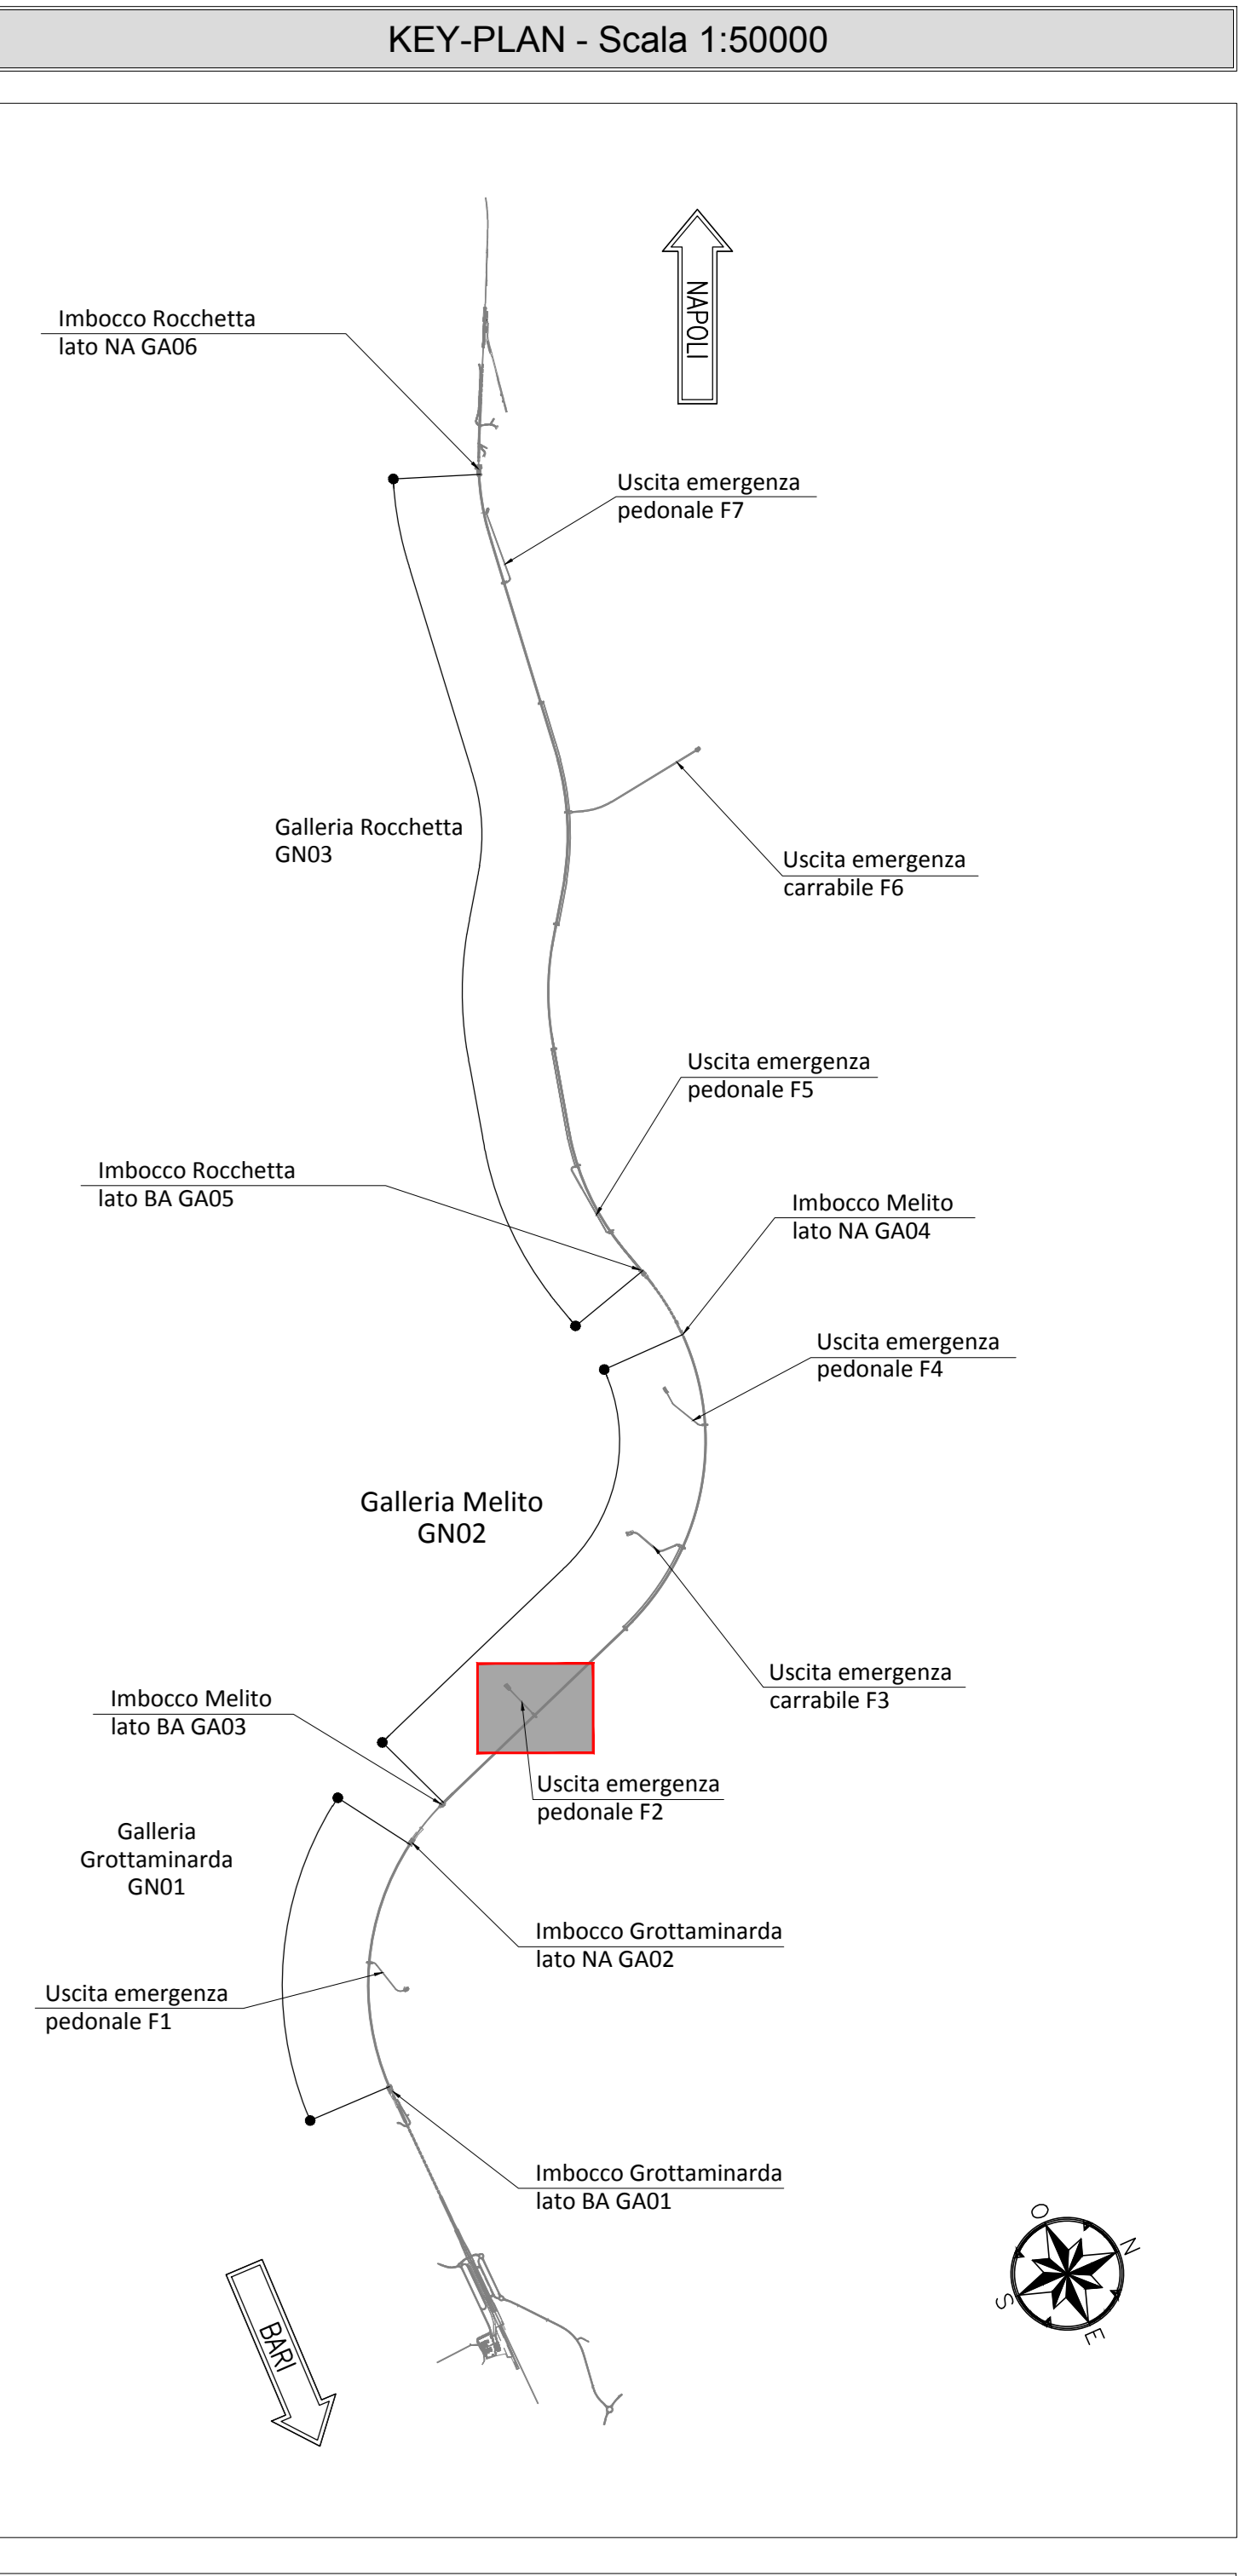 KEY-PLAN - Scala 1:50000
NAPOLI
Imbocco Rocchetta
lato NA GA06
Uscita emergenza
pedonale F7
Galleria Rocchetta
GN03
Uscita emergenza
carrabile F6
Uscita emergenza
pedonale F5
Imbocco Rocchetta
lato BA GA05
Imbocco Melito
lato NA GA04
Uscita emergenza
pedonale F4
Galleria Melito
GN02
Uscita emergenza
carrabile F3
Imbocco Melito
lato BA GA03
Uscita emergenza
pedonale F2
Galleria
Grottaminarda
GN01
Imbocco Grottaminarda
lato NA GA02
Uscita emergenza
pedonale F1
Imbocco Grottaminarda
lato BA GA01
O
N
S
E
BARI